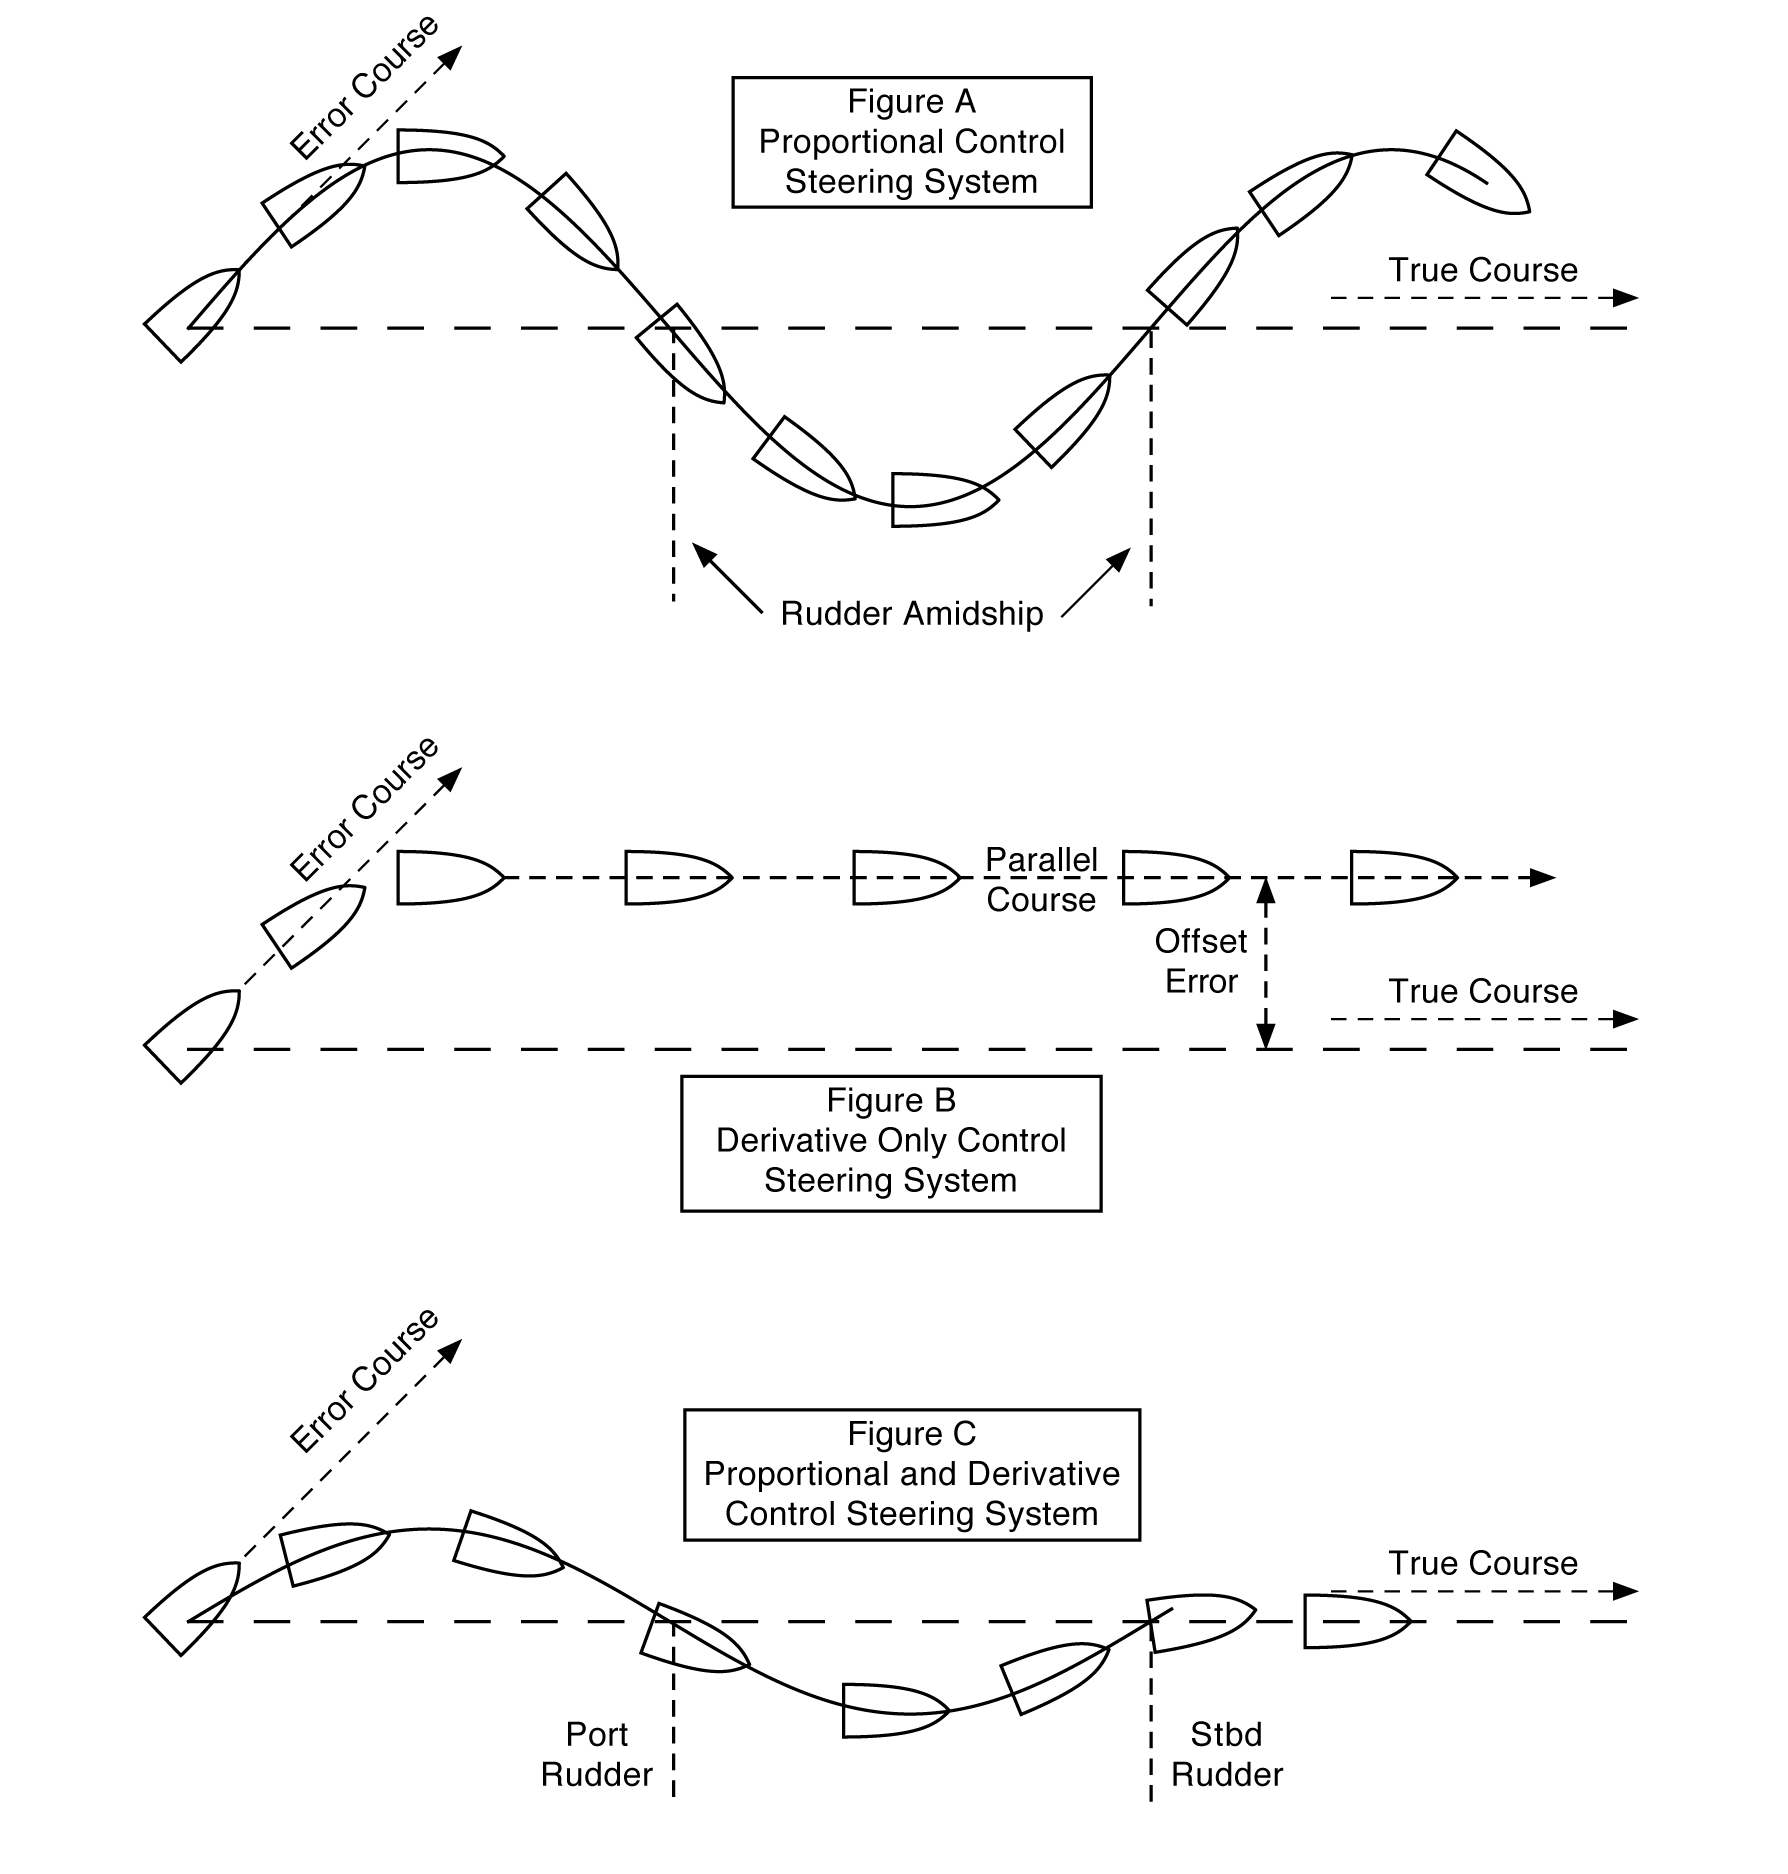 Error Course
Figure A
Proportional Control
Steering System
True Course
Rudder Amidship
Error Course
Parallel
Course
Offset
Error
True Course
Figure B
Derivative Only Control
Steering System
Error Course
Figure C
Proportional and Derivative
Control Steering System
True Course
Port
Rudder
Stbd
Rudder